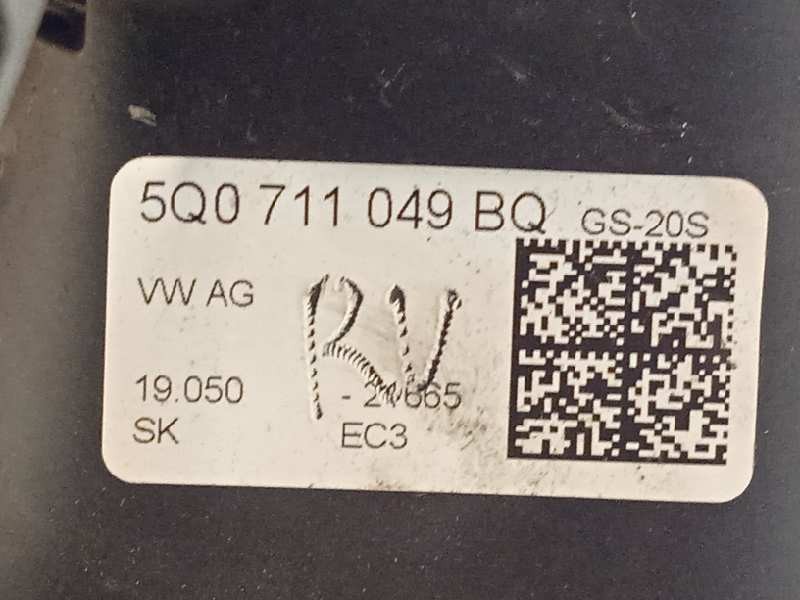 5Q0 711 049 BQ GS-20S
VW AG
RV
19.050
SK EC3